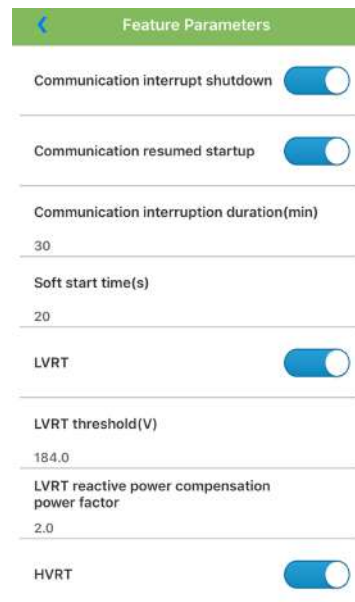 Feature Parameters
Communication interrupt shutdown
Communication resumed startup
Communication interruption duration(min)
30
Soft start time(s)
20
LVRT
LVRT threshold(V)
184.0
LVRT reactive power compensation
power factor
2.0
HVRT